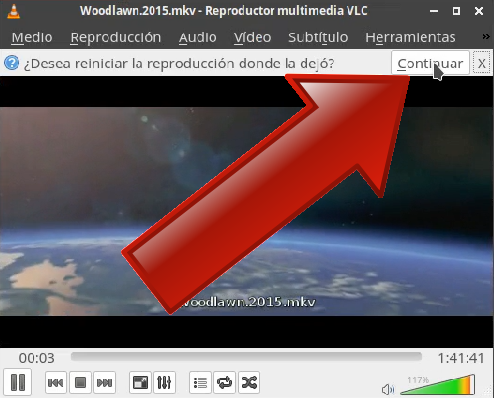 Woodlawn.2015.mkv - Reproductor multimedia VLC
Medio Reproducción Audio Vídeo Subtítulo Herramientas »
¿Desea reiniciar la reproducción donde la dejó? Continuar X
Woodlawn.2015.mkv
00:03 1:41:41
117%